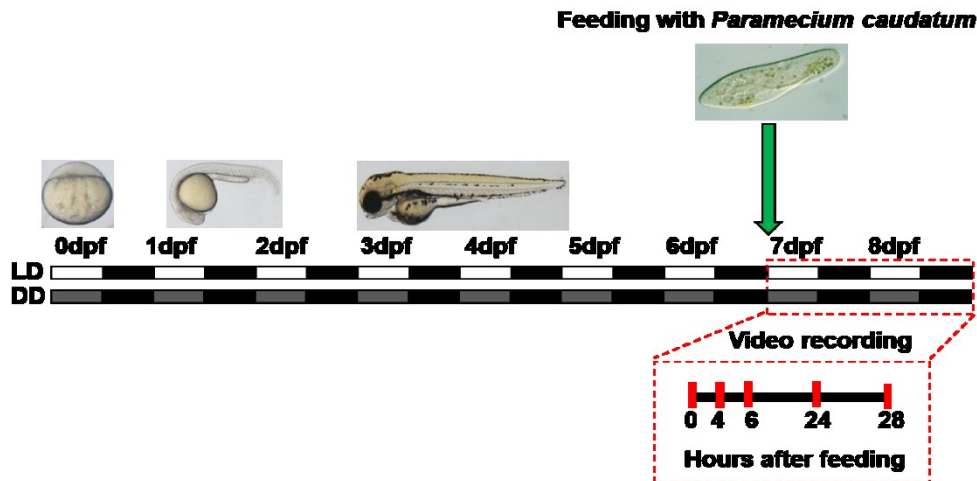 Feeding with Paramecium caudatum
0dpf 1dpf 2dpf 3dpf 4dpf 5dpf 6dpf 7dpf 8dpf
LD
DD
Video recording
0 4 6 24 28
Hours after feeding